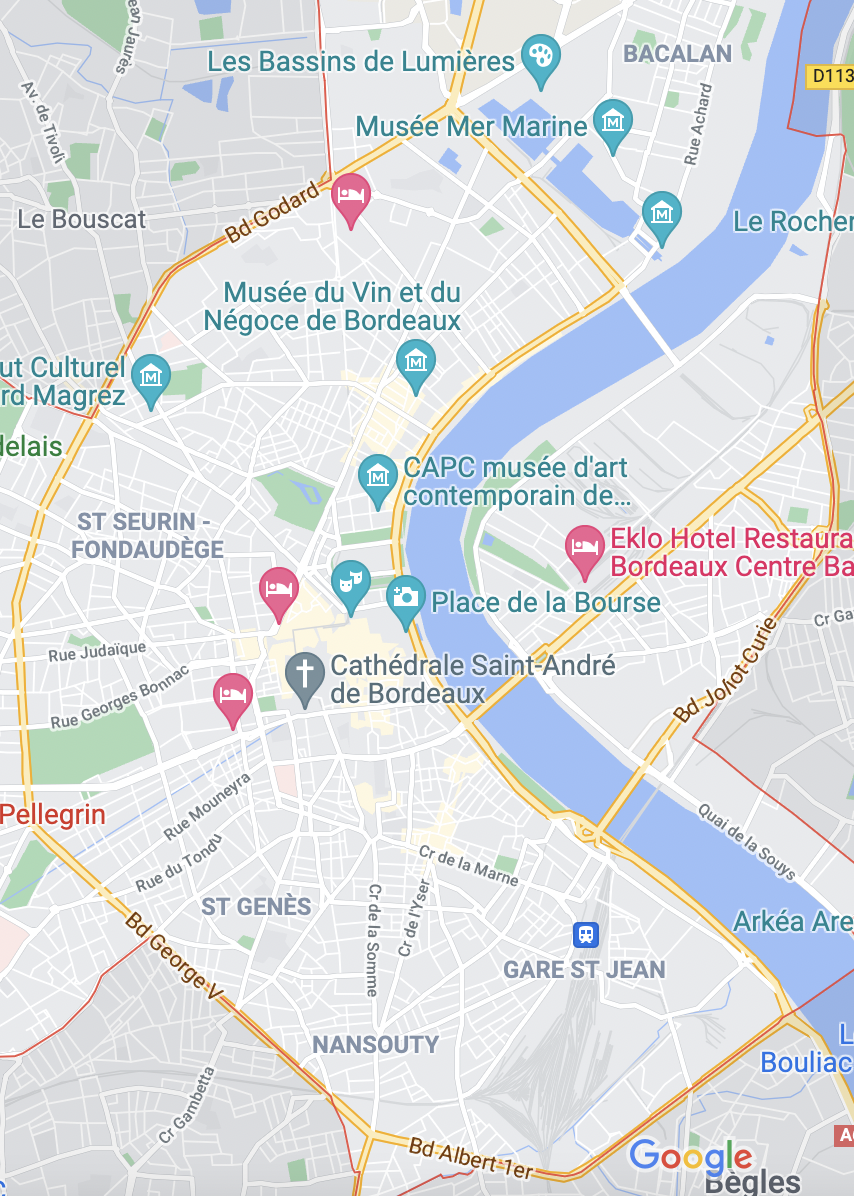 ean Jaurès
Les Bassins de Lumières
BACALAN
D113
Av. de Tivoli
Musée Mer Marine
Rue Achard
Bd Godard
Le Bouscat
Le Rocher
Musée du Vin et du
Négoce de Bordeaux
ut Culturel
rd Magrez
delais
CAPC musée d'art
contemporain de...
ST SEURIN -
FONDAUDÈGE
Eklo Hotel Restaura
Bordeaux Centre Ba
Place de la Bourse
Cr Ga
Rue Judaïque
Cathédrale Saint-André
de Bordeaux
Bd Joliot-Curie
Rue Georges Bonnac
Pellegrin
Rue Mouneyra
Quai de la Souys
Rue du Tondu
Cr de la Marne
ST GENÈS
Cr de la Somme
Cr de l'Yser
Arkéa Are
Bd George V
GARE ST JEAN
NANSOUTY
L
Bouliac
Cr Gambetta
A
Bd Albert 1er
Google
Bègles